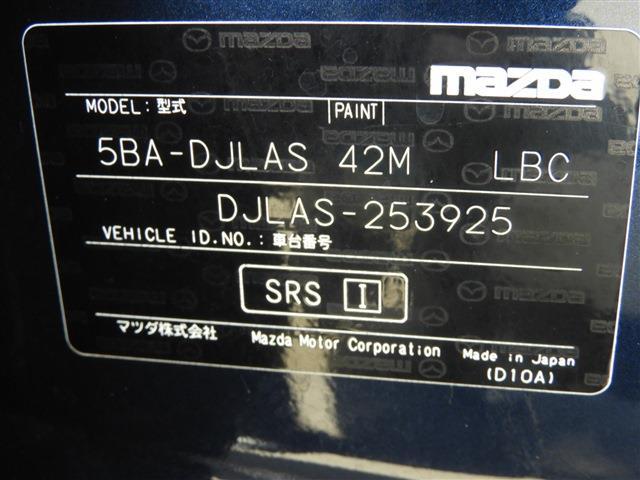 mazda
MODEL: 型式 |PAINT|
5BA-DJLAS 42M LBC
DJLAS-253925
VEHICLE ID.NO.: 車台番号
SRS I
マツダ株式会社 Mazda Motor Corporation Made in Japan
(D10A)